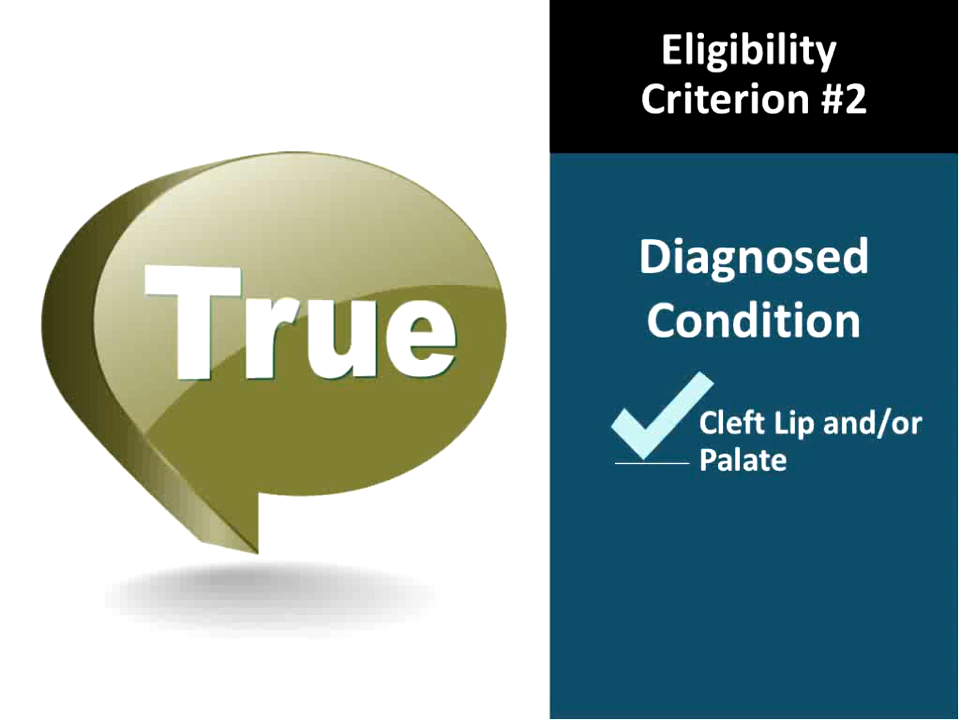 True
Eligibility
Criterion #2
Diagnosed
Condition
Cleft Lip and/or
Palate